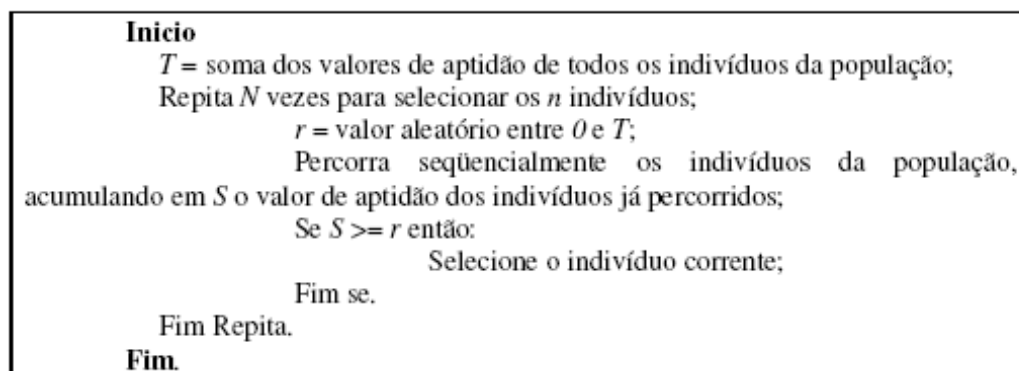 Inicio
T = soma dos valores de aptidão de todos os indivíduos da população;
Repita N vezes para selecionar os n indivíduos;
r = valor aleatório entre 0 e T;
Percorra seqüencialmente os indivíduos da população,
acumulando em S o valor de aptidão dos indivíduos já percorridos;
Se S >= r então:
Selecione o indivíduo corrente;
Fim se.
Fim Repita.
Fim.